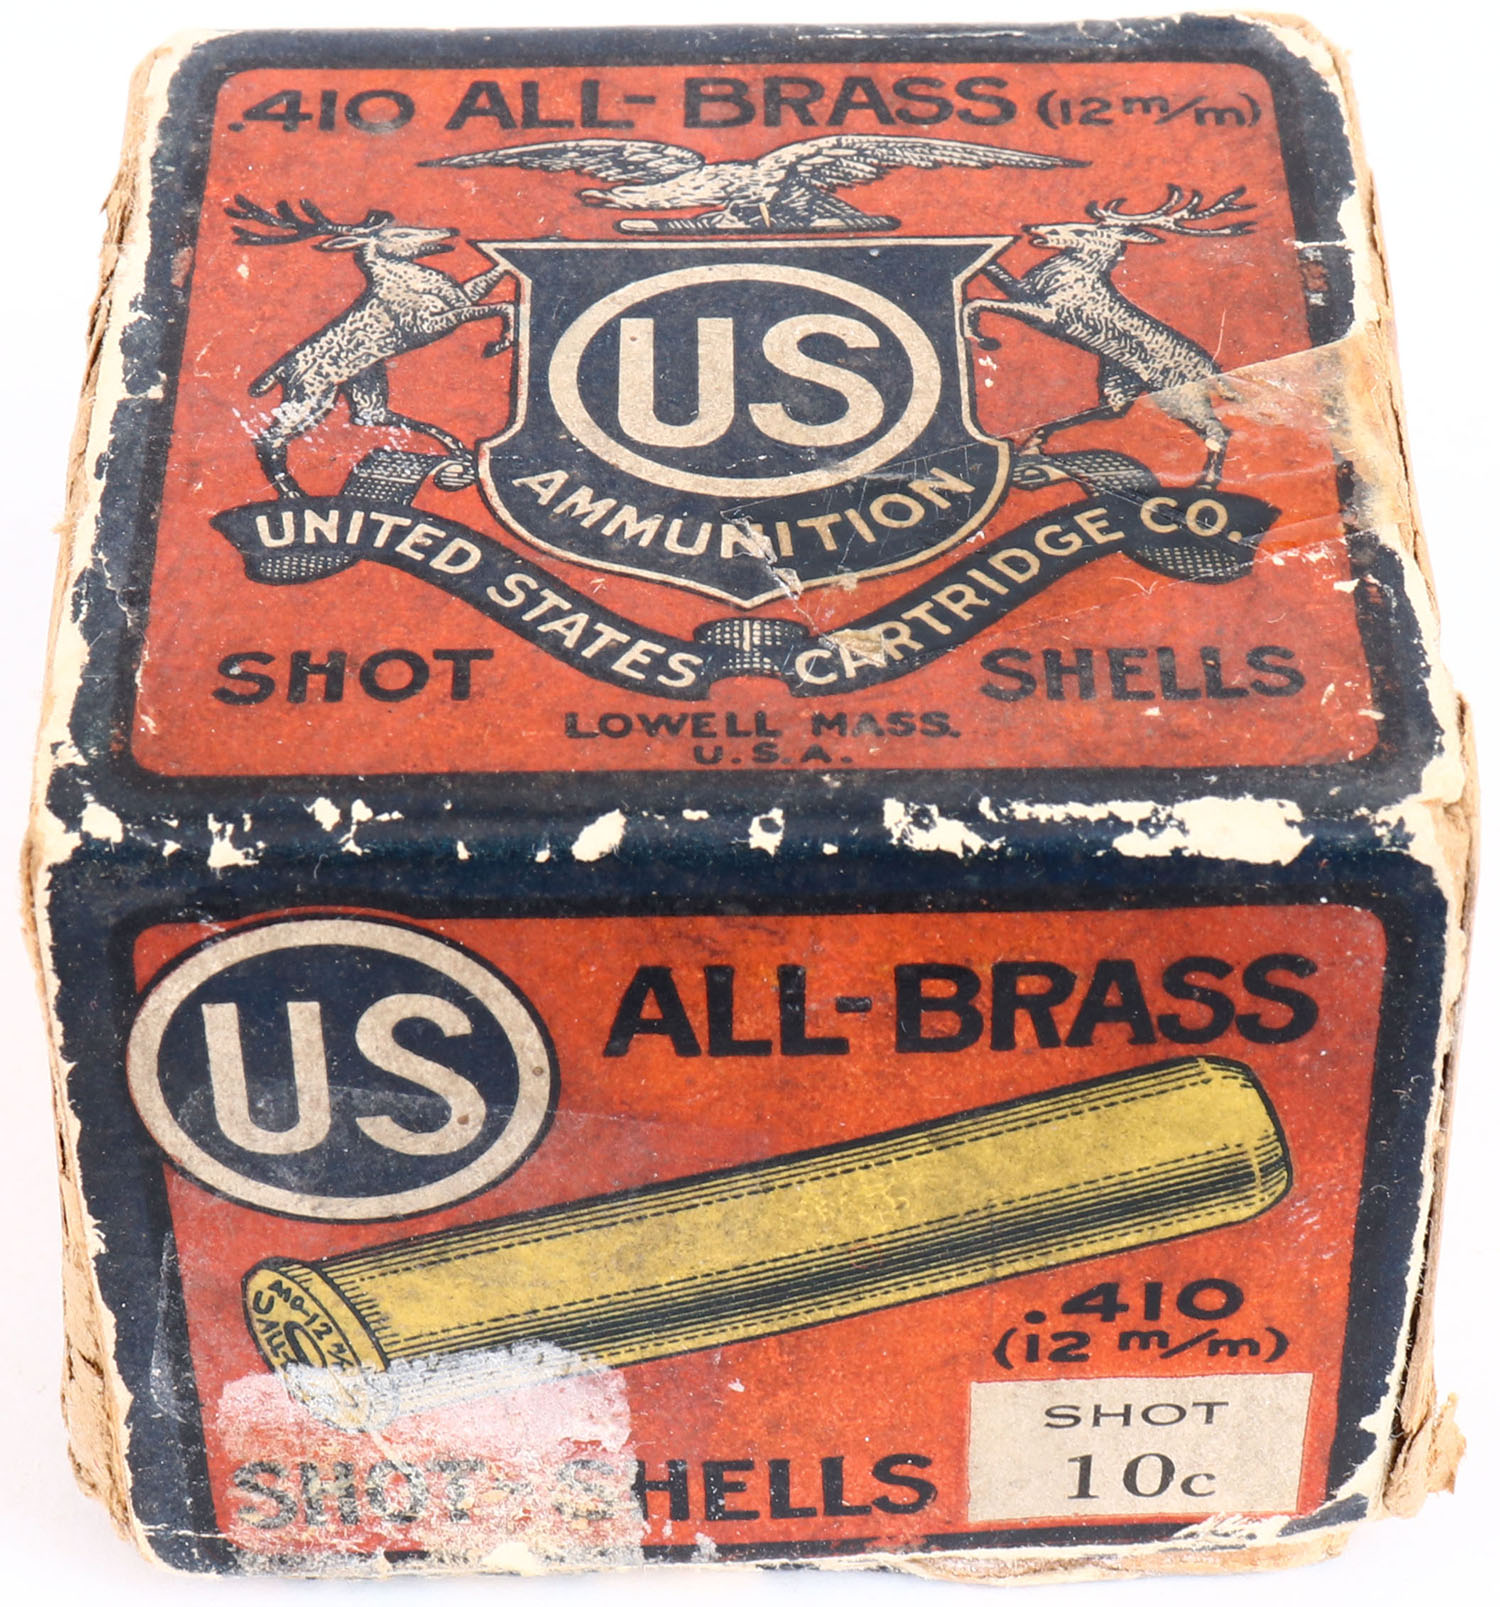 .410 ALL-BRASS (12 m/m)
US
AMMUNITION
UNITED STATES CARTRIDGE CO.
SHOT SHELLS
LOWELL MASS.
U.S.A.
US
ALL-BRASS
.410
(12 m/m)
SHOT
10c
SHOT SHELLS